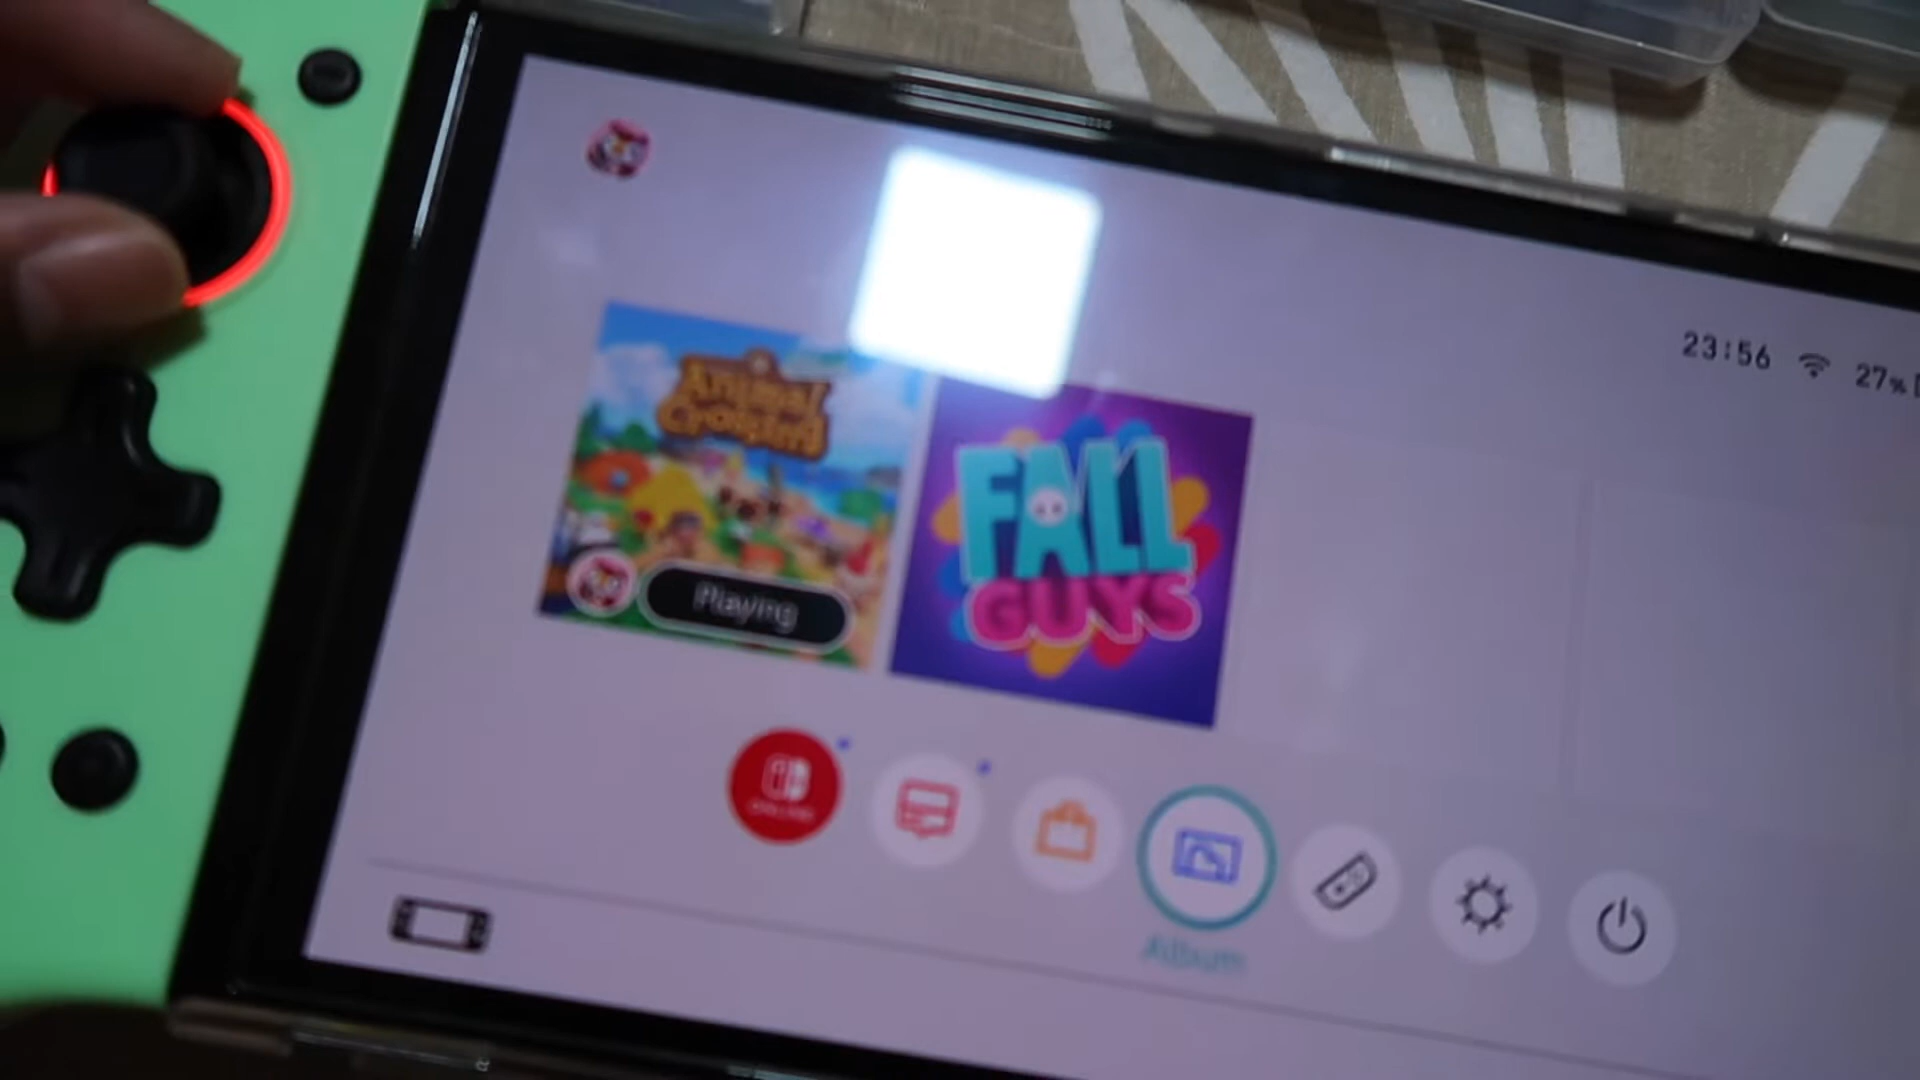 23:56
27%
Animal
Crossing
Playing
FALL
GUYS
Album